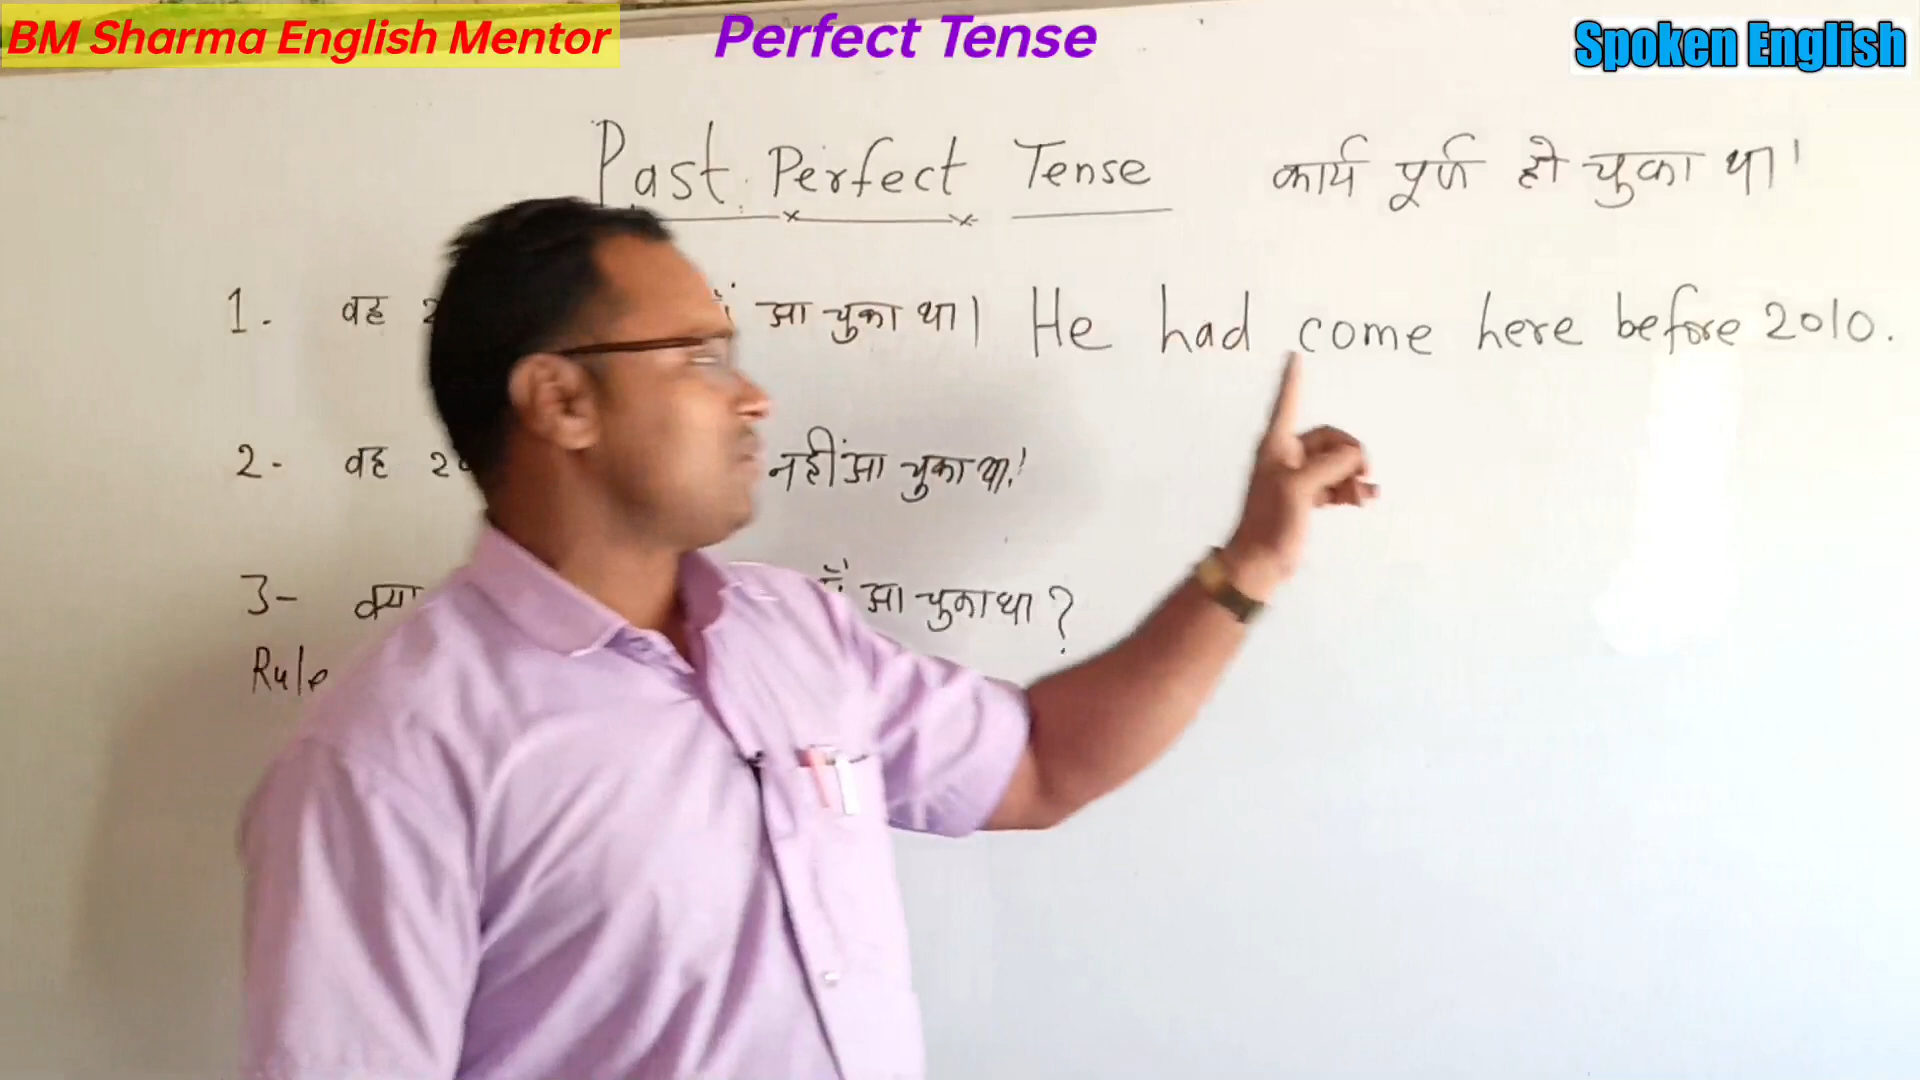 BM Sharma English Mentor Perfect Tense Spoken English
Past Perfect Tense कार्य पूर्ण हो चुका था।
1. वह आ चुका था। He had come here before 2010.
2- वह नहीं आ चुका था।
3- क्या आ चुका था ?
Rule